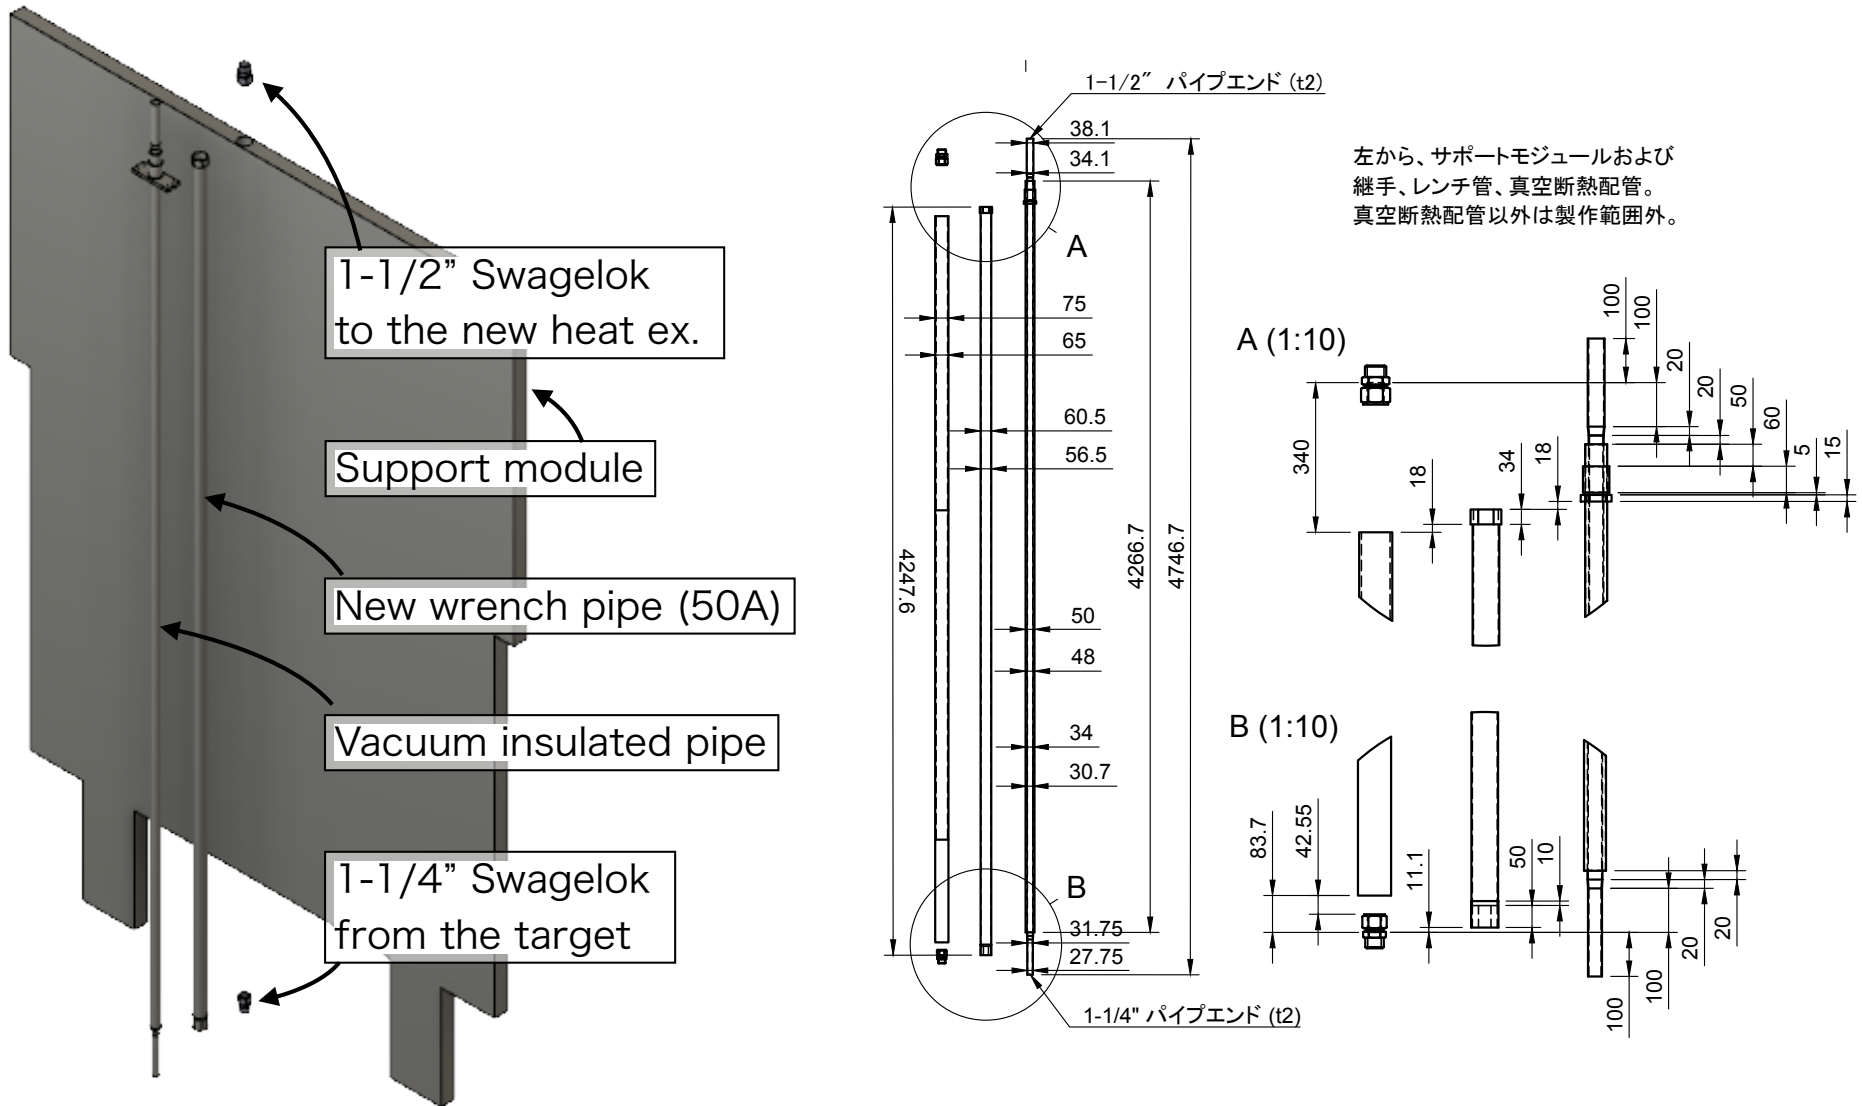 1-1/2” Swagelok
to the new heat ex.
Support module
New wrench pipe (50A)
Vacuum insulated pipe
1-1/4” Swagelok
from the target
1-1/2” パイプエンド (t2)
38.1
34.1
A
75
65
60.5
56.5
4247.6
4266.7
4746.7
50
48
34
30.7
B
31.75
27.75
1-1/4" パイプエンド (t2)
左から、サポートモジュールおよび
継手、レンチ管、真空断熱配管。
真空断熱配管以外は製作範囲外。
A (1:10)
340
18
34
18
100
100
20
20
50
60
5
15
B (1:10)
83.7
42.55
11.1
50
10
100
100
20
20